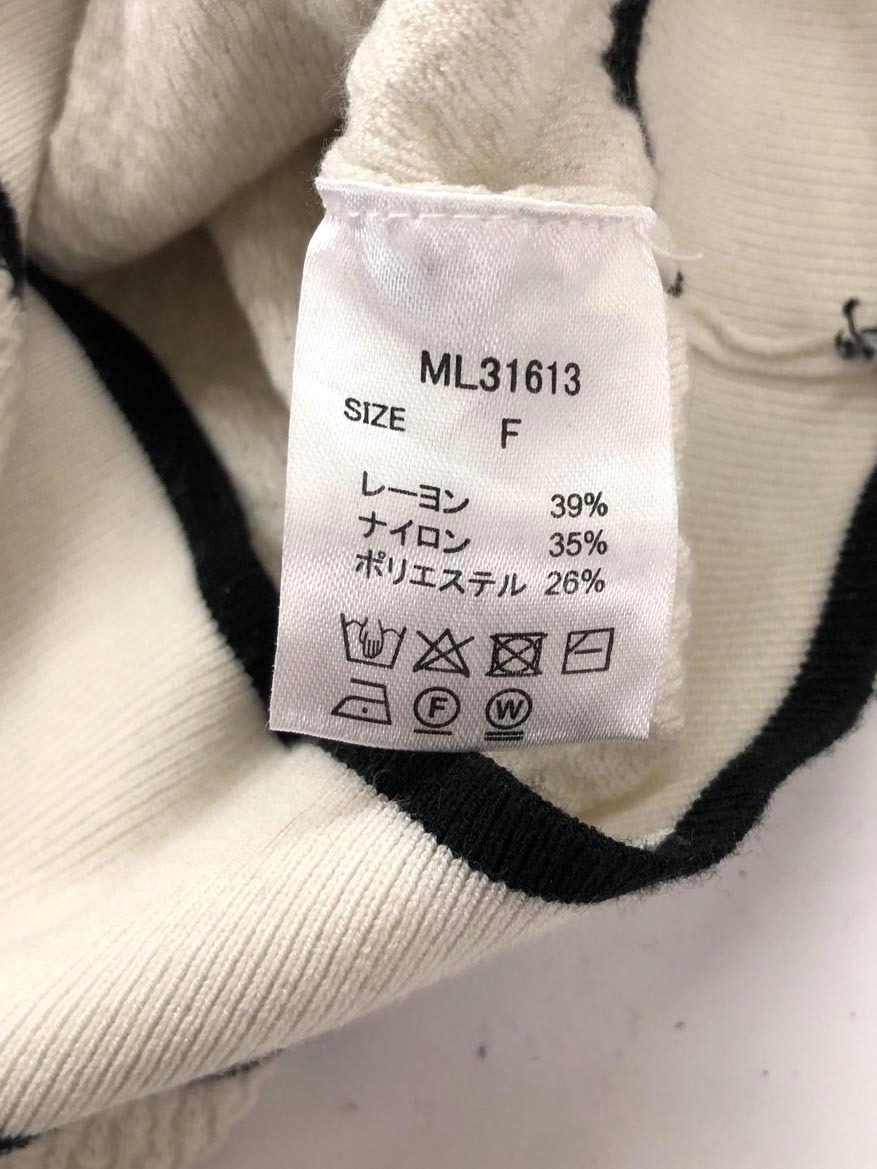 ML31613
SIZE F
レーヨン 39%
ナイロン 35%
ポリエステル 26%
F W